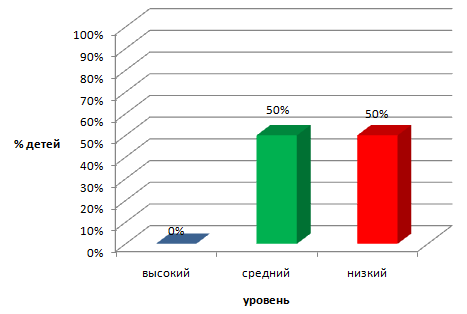 100%
90%
80%
70%
60%
50%
40%
30%
20%
10%
0%
% детей
0%
50%
50%
высокий
средний
низкий
уровень